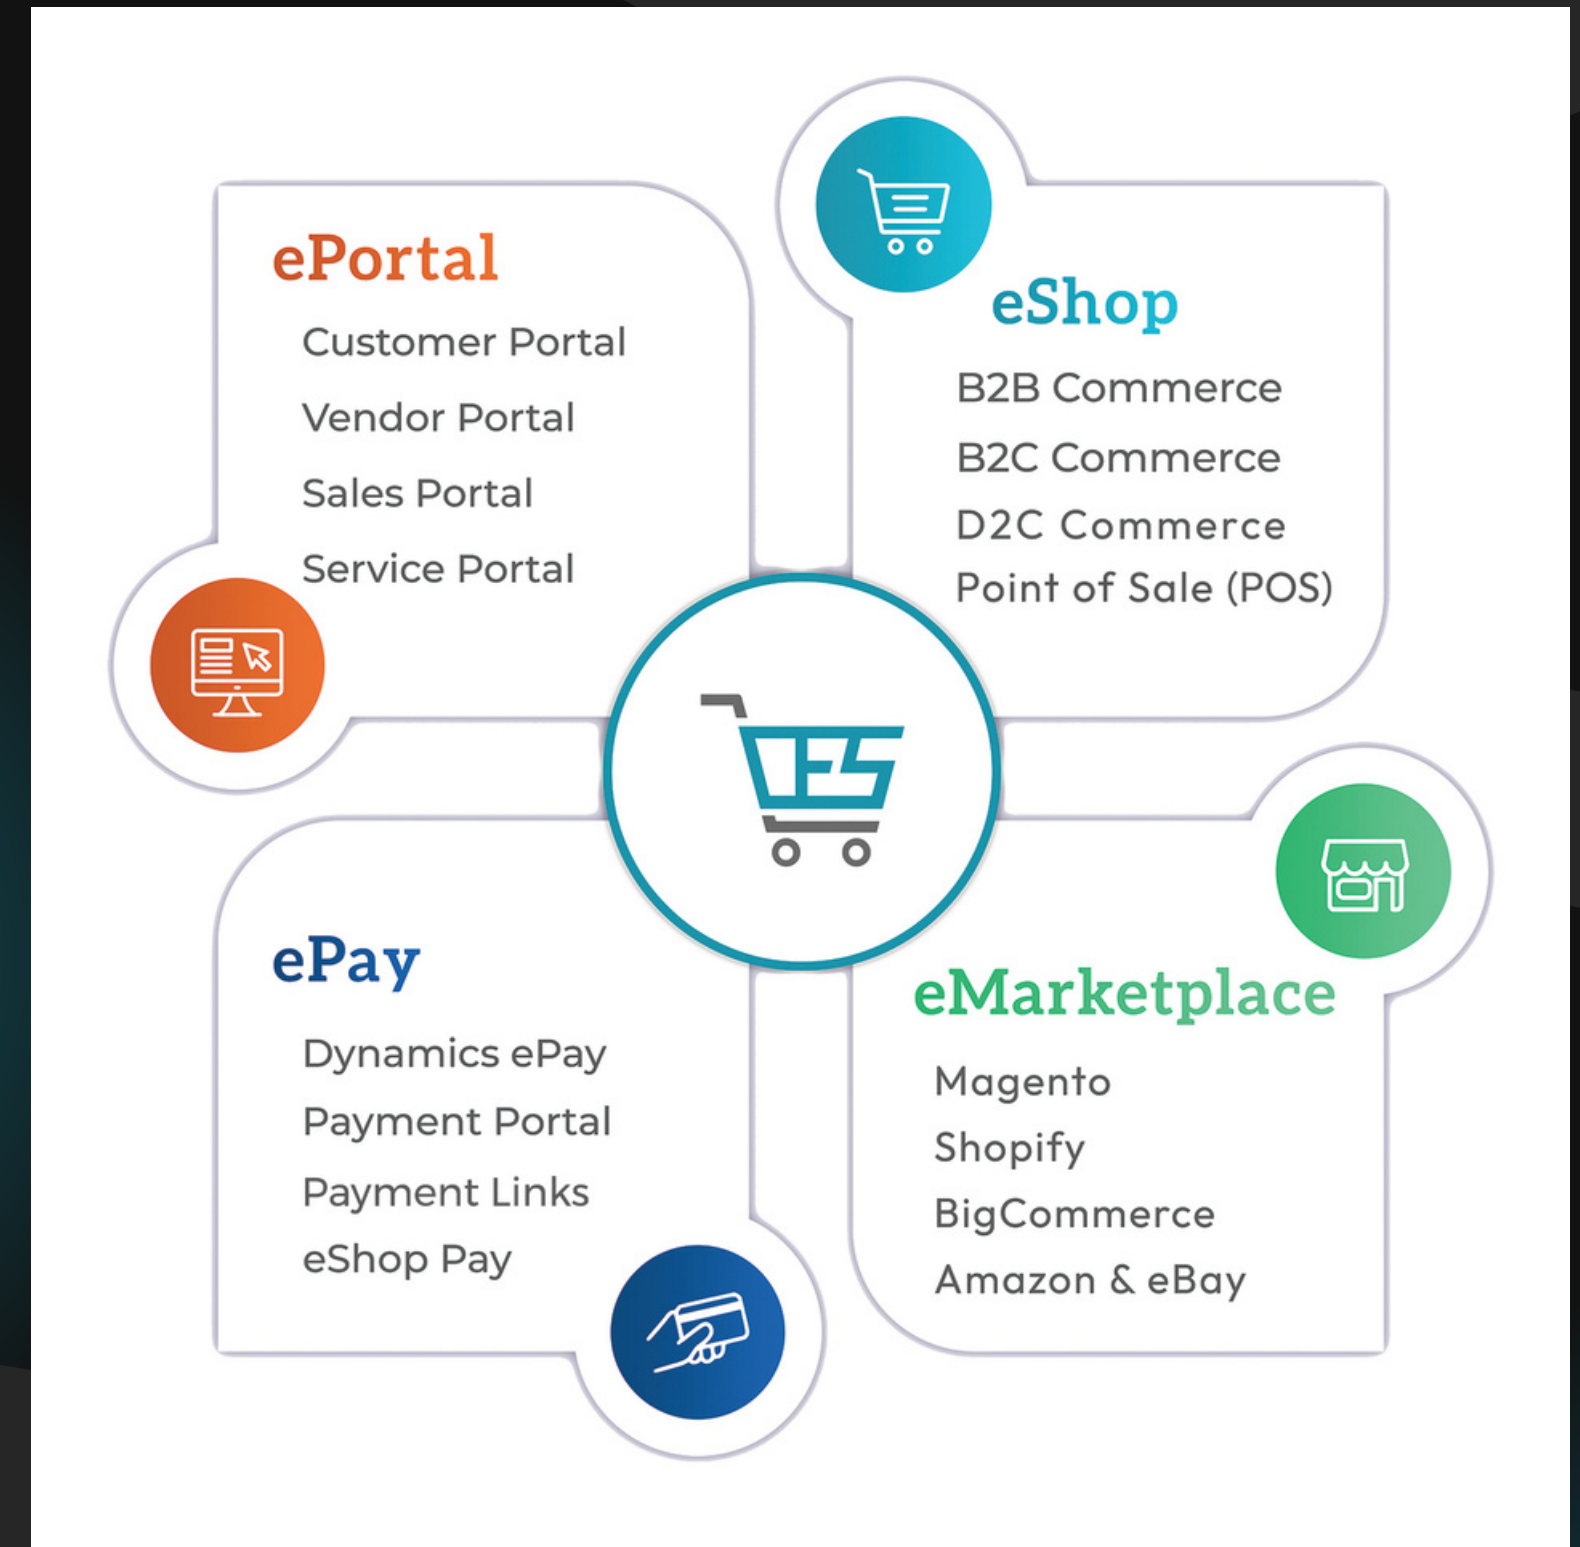 ePortal
Customer Portal
Vendor Portal
Sales Portal
Service Portal
eShop
B2B Commerce
B2C Commerce
D2C Commerce
Point of Sale (POS)
ePay
Dynamics ePay
Payment Portal
Payment Links
eShop Pay
eMarketplace
Magento
Shopify
BigCommerce
Amazon & eBay